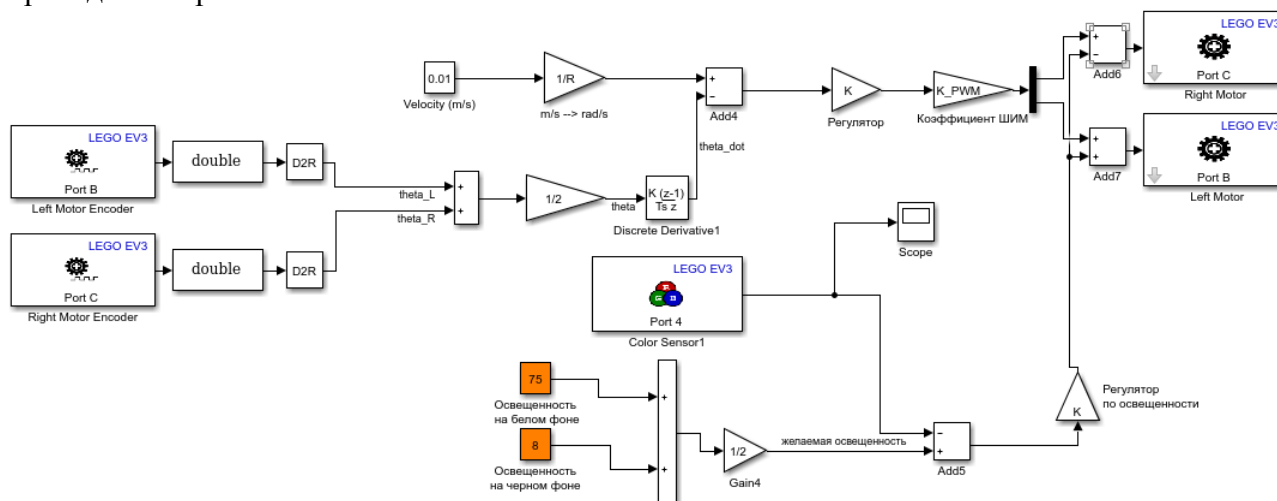 LEGO EV3
Port C
Right Motor
Add6
0.01
Velocity (m/s)
1/R
m/s --> rad/s
+
−
Add4
K
Регулятор
K_PWM
Коэффициент ШИМ
+
−
LEGO EV3
Port B
Left Motor
+
+
Add7
theta_dot
LEGO EV3
Port B
Left Motor Encoder
double
D2R
theta_L
+
+
theta_R
1/2
theta
K (z-1)
Ts z
Discrete Derivative1
LEGO EV3
Port C
Right Motor Encoder
double
D2R
Scope
LEGO EV3
R
G
B
Port 4
Color Sensor1
75
Освещенность
на белом фоне
8
Освещенность
на черном фоне
+
+
1/2
Gain4
желаемая освещенность
−
+
Add5
K
Регулятор
по освещенности